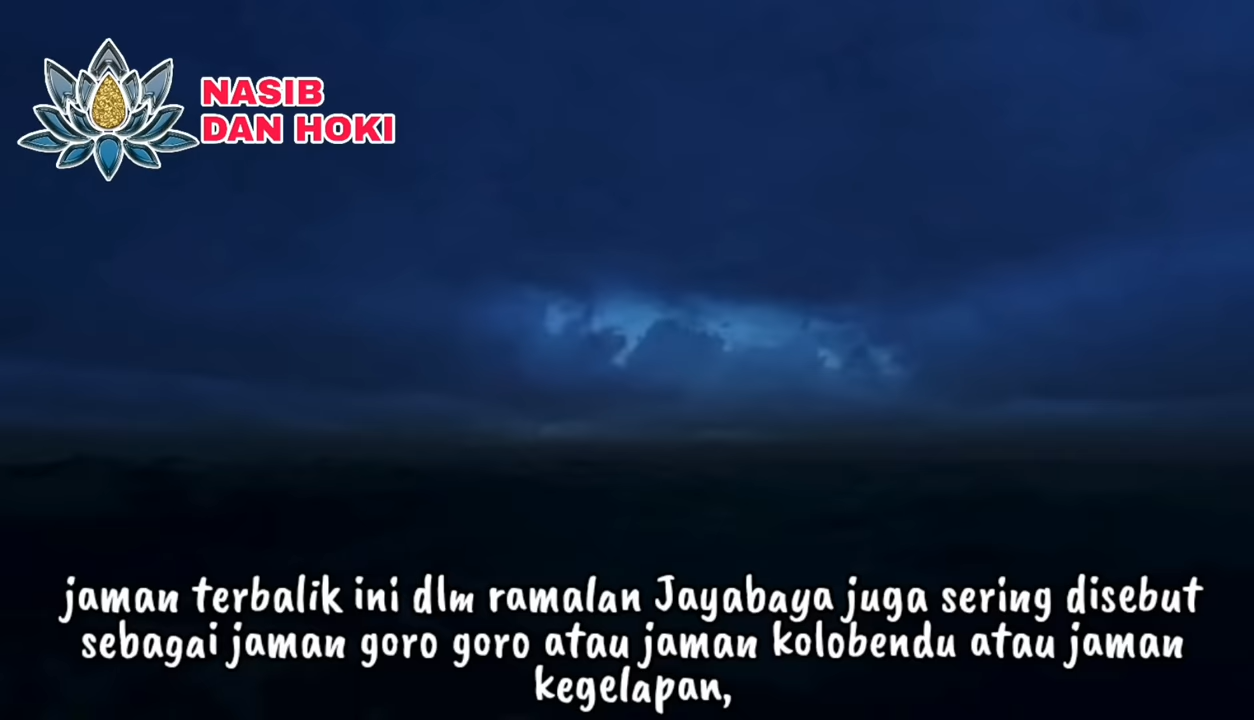 NASIB
DAN HOKI
jaman terbalik ini dlm ramalan Jayabaya juga sering disebut
sebagai jaman goro goro atau jaman kolobendu atau jaman
kegelapan,